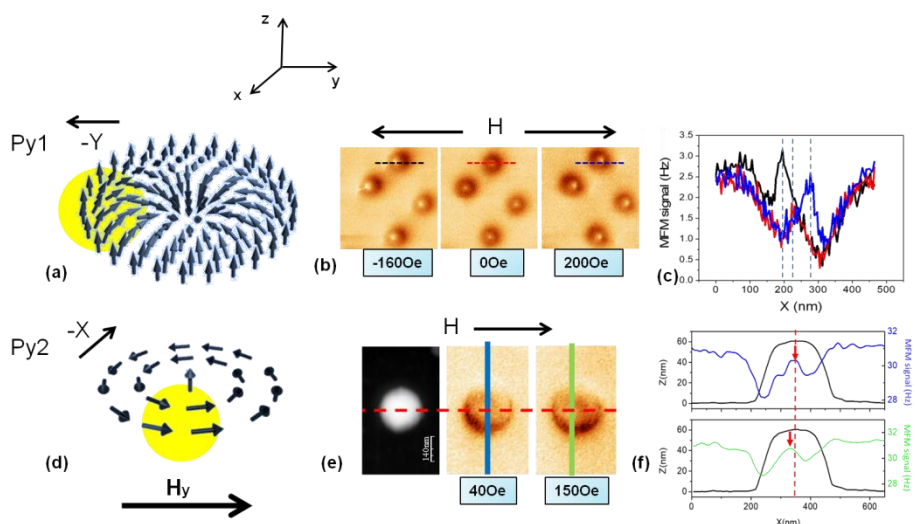 z
x
y
Py1
-Y
(a)
H
(b)
-160Oe
0Oe
200Oe
3.5
3.0
2.5
2.0
1.5
1.0
0.5
0.0
MFM signal (Hz)
0 100 200 300 400 500
X (nm)
(c)
Py2
-X
(d)
Hy
H
140nm
(e)
40Oe
150Oe
60
40
20
0
Z(nm)
32
30
28
MFM signal (Hz)
60
40
20
0
Z(nm)
32
30
28
MFM signal (Hz)
0 200 400 600
X(nm)
(f)